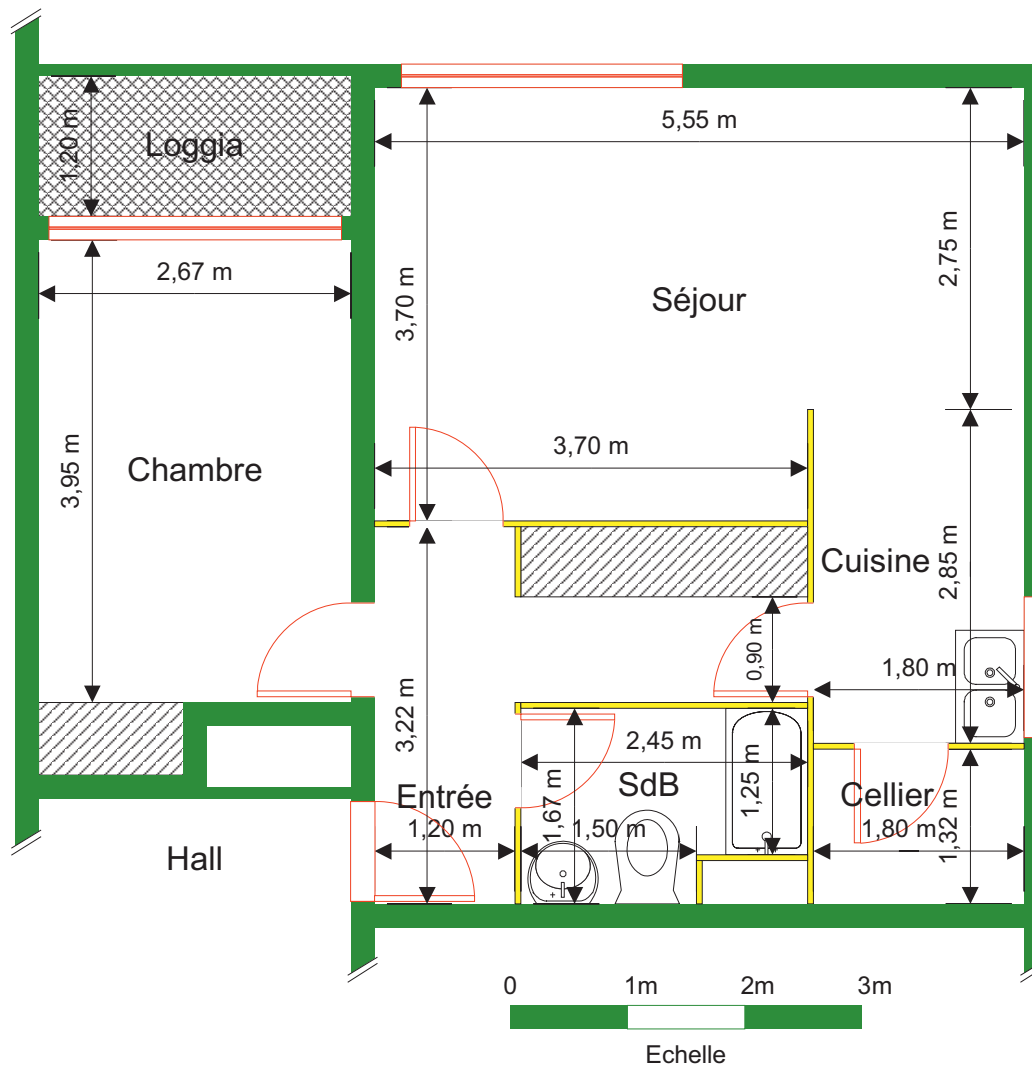 5,55 m
1,20 m
Loggia
2,67 m
3,70 m
Séjour
2,75 m
3,95 m
Chambre
3,70 m
Cuisine
2,85 m
0,90 m
1,80 m
3,22 m
2,45 m
SdB
1,25 m
Entrée
1,67 m
Cellier
1,20 m
1,50 m
1,80 m
1,32 m
Hall
0 1m 2m 3m
Echelle